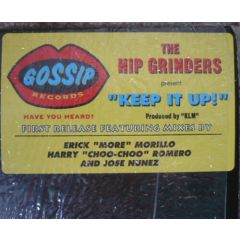 GOSSIP
RECORDS
HAVE YOU HEARD!
THE
HIP GRINDERS
present
"KEEP IT UP!"
Produced by "KLM"
FIRST RELEASE FEATURING MIXES BY
ERICK "MORE" MORILLO
HARRY "CHOO-CHOO" ROMERO
AND JOSE NUNEZ